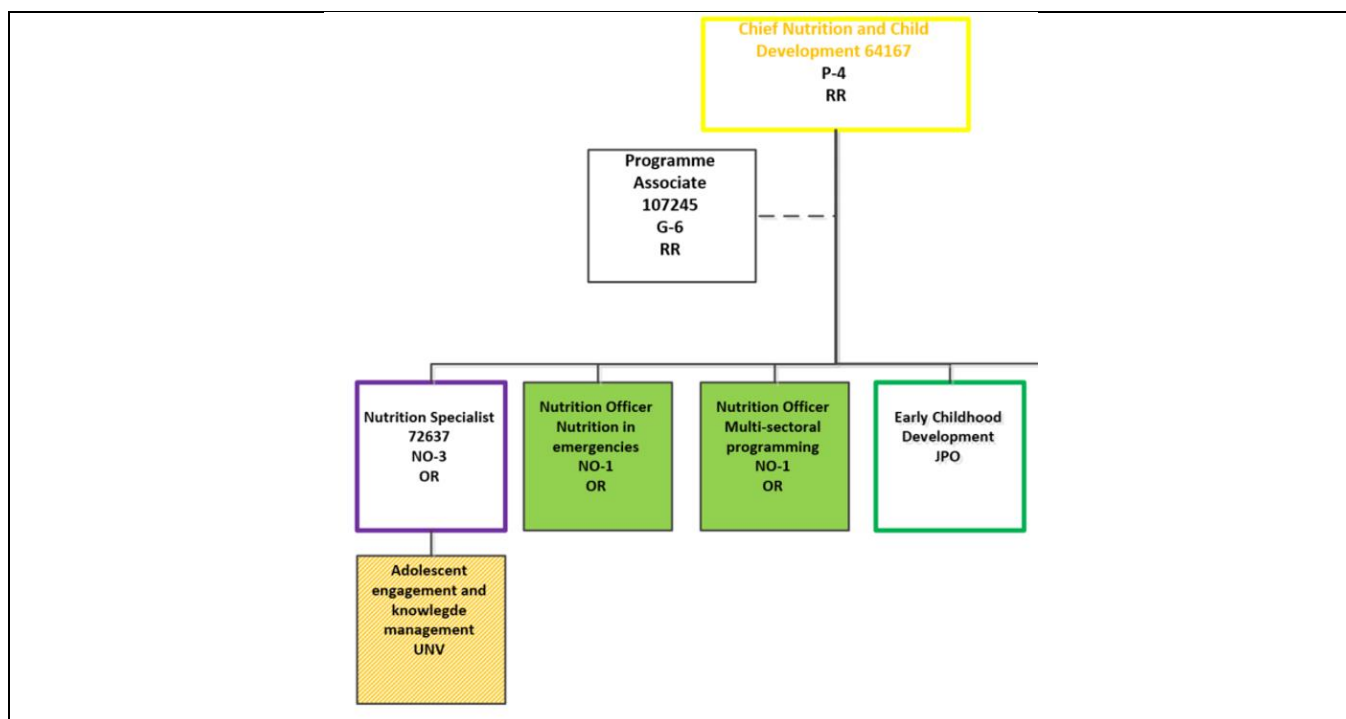 Chief Nutrition and Child
Development 64167
P-4
RR
Programme
Associate
107245
G-6
RR
Nutrition Specialist
72637
NO-3
OR
Nutrition Officer
Nutrition in
emergencies
NO-1
OR
Nutrition Officer
Multi-sectoral
programming
NO-1
OR
Early Childhood
Development
JPO
Adolescent
engagement and
knowlegde
management
UNV